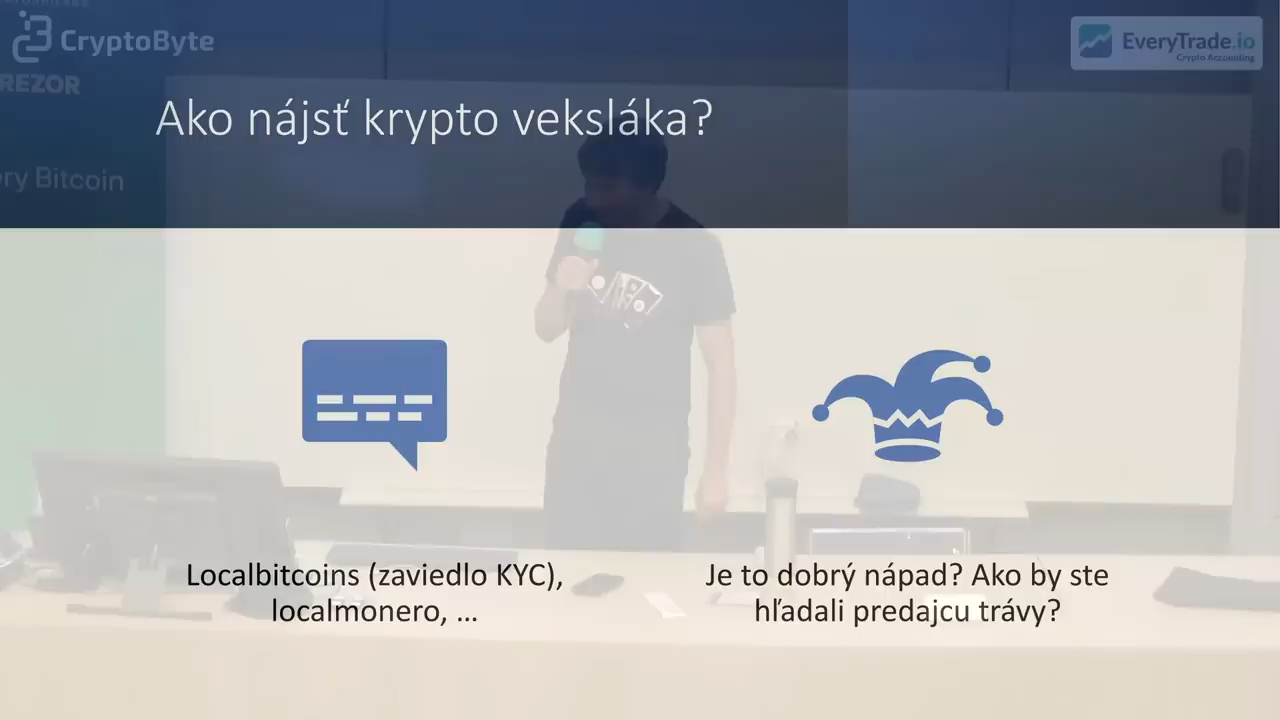 CryptoByte
EveryTrade.io
Crypto Accounting
REZOR
Ako nájsť krypto veksláka?
ry Bitcoin
Localbitcoins (zaviedlo KYC),
localmonero, ...
Je to dobrý nápad? Ako by ste
hľadali predajcu trávy?